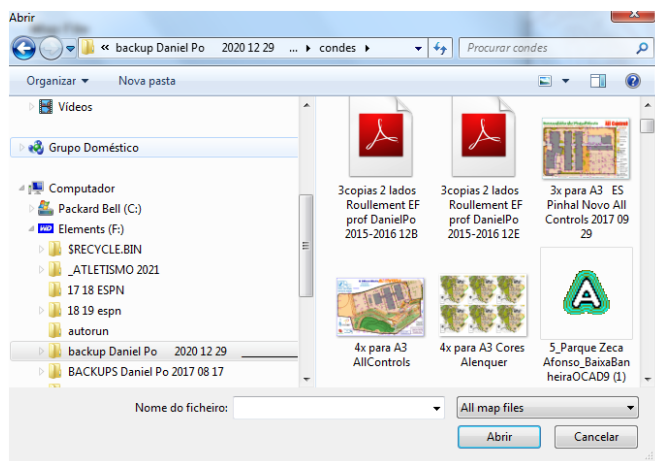 Abrir
« backup Daniel Po 2020 12 29 ... condes
Procurar condes
Organizar Nova pasta
Vídeos
Grupo Doméstico
Computador
Packard Bell (C:)
Elements (F:)
$RECYCLE.BIN
_ATLETISMO 2021
17 18 ESPN
18 19 espn
autorun
backup Daniel Po 2020 12 29 ____________
BACKUPS Daniel Po 2017 08 17
3copias 2 lados
Roullement EF
prof DanielPo
2015-2016 12B
3copias 2 lados
Roullement EF
prof DanielPo
2015-2016 12E
3x para A3 ES
Pinhal Novo All
Controls 2017 09
29
4x para A3
AllControls
4x para A3 Cores
Alenquer
A
5_Parque Zeca
Afonso_BaixaBan
heiraOCAD9 (1)
Nome do ficheiro:
All map files
Abrir
Cancelar